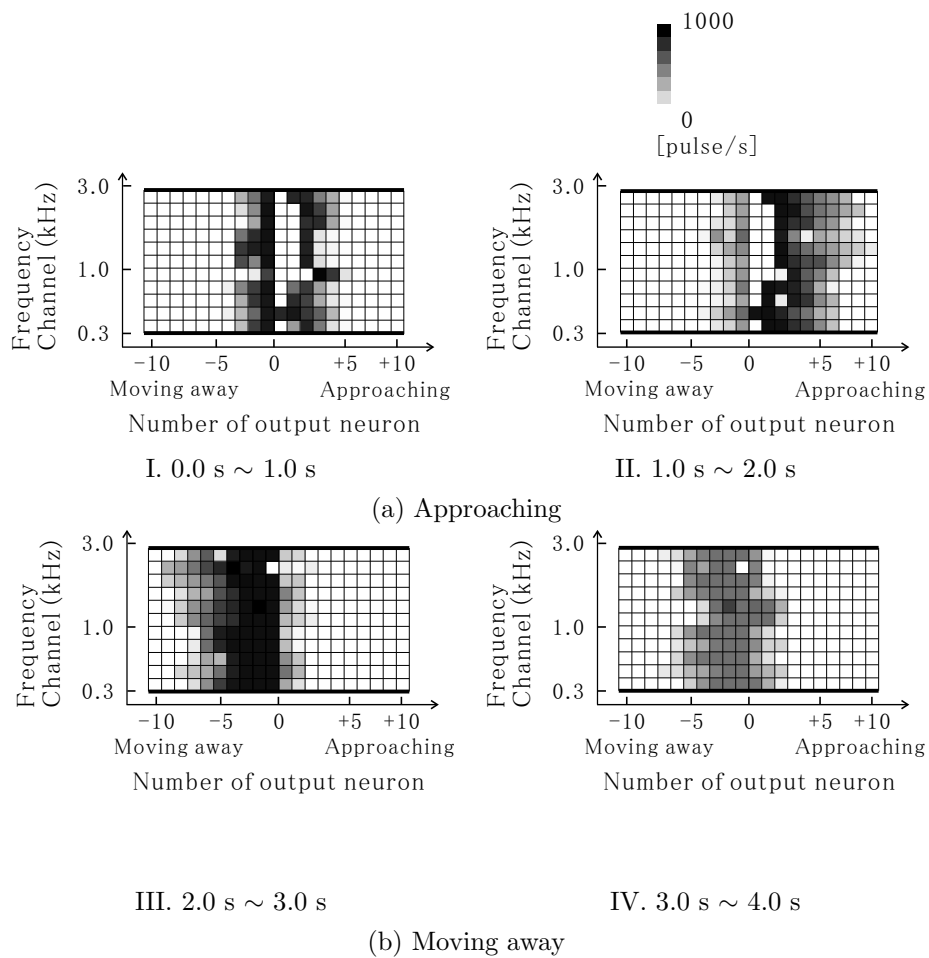 1000
0
[pulse/s]
Frequency
Channel (kHz)
3.0
1.0
0.3
−10 −5 0 +5 +10
Moving away Approaching
Number of output neuron
I. 0.0 s ∼ 1.0 s
Frequency
Channel (kHz)
3.0
1.0
0.3
−10 −5 0 +5 +10
Moving away Approaching
Number of output neuron
II. 1.0 s ∼ 2.0 s
(a) Approaching
Frequency
Channel (kHz)
3.0
1.0
0.3
−10 −5 0 +5 +10
Moving away Approaching
Number of output neuron
III. 2.0 s ∼ 3.0 s
Frequency
Channel (kHz)
3.0
1.0
0.3
−10 −5 0 +5 +10
Moving away Approaching
Number of output neuron
IV. 3.0 s ∼ 4.0 s
(b) Moving away